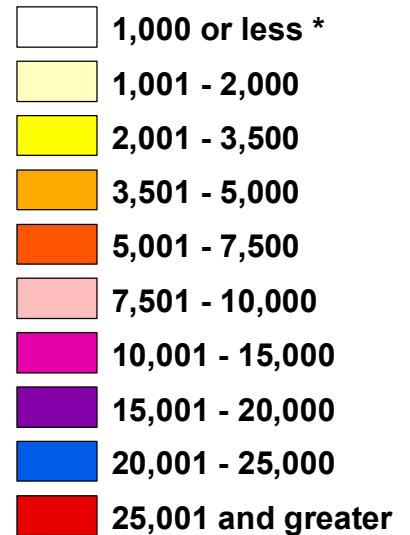 1,000 or less *
1,001 - 2,000
2,001 - 3,500
3,501 - 5,000
5,001 - 7,500
7,501 - 10,000
10,001 - 15,000
15,001 - 20,000
20,001 - 25,000
25,001 and greater